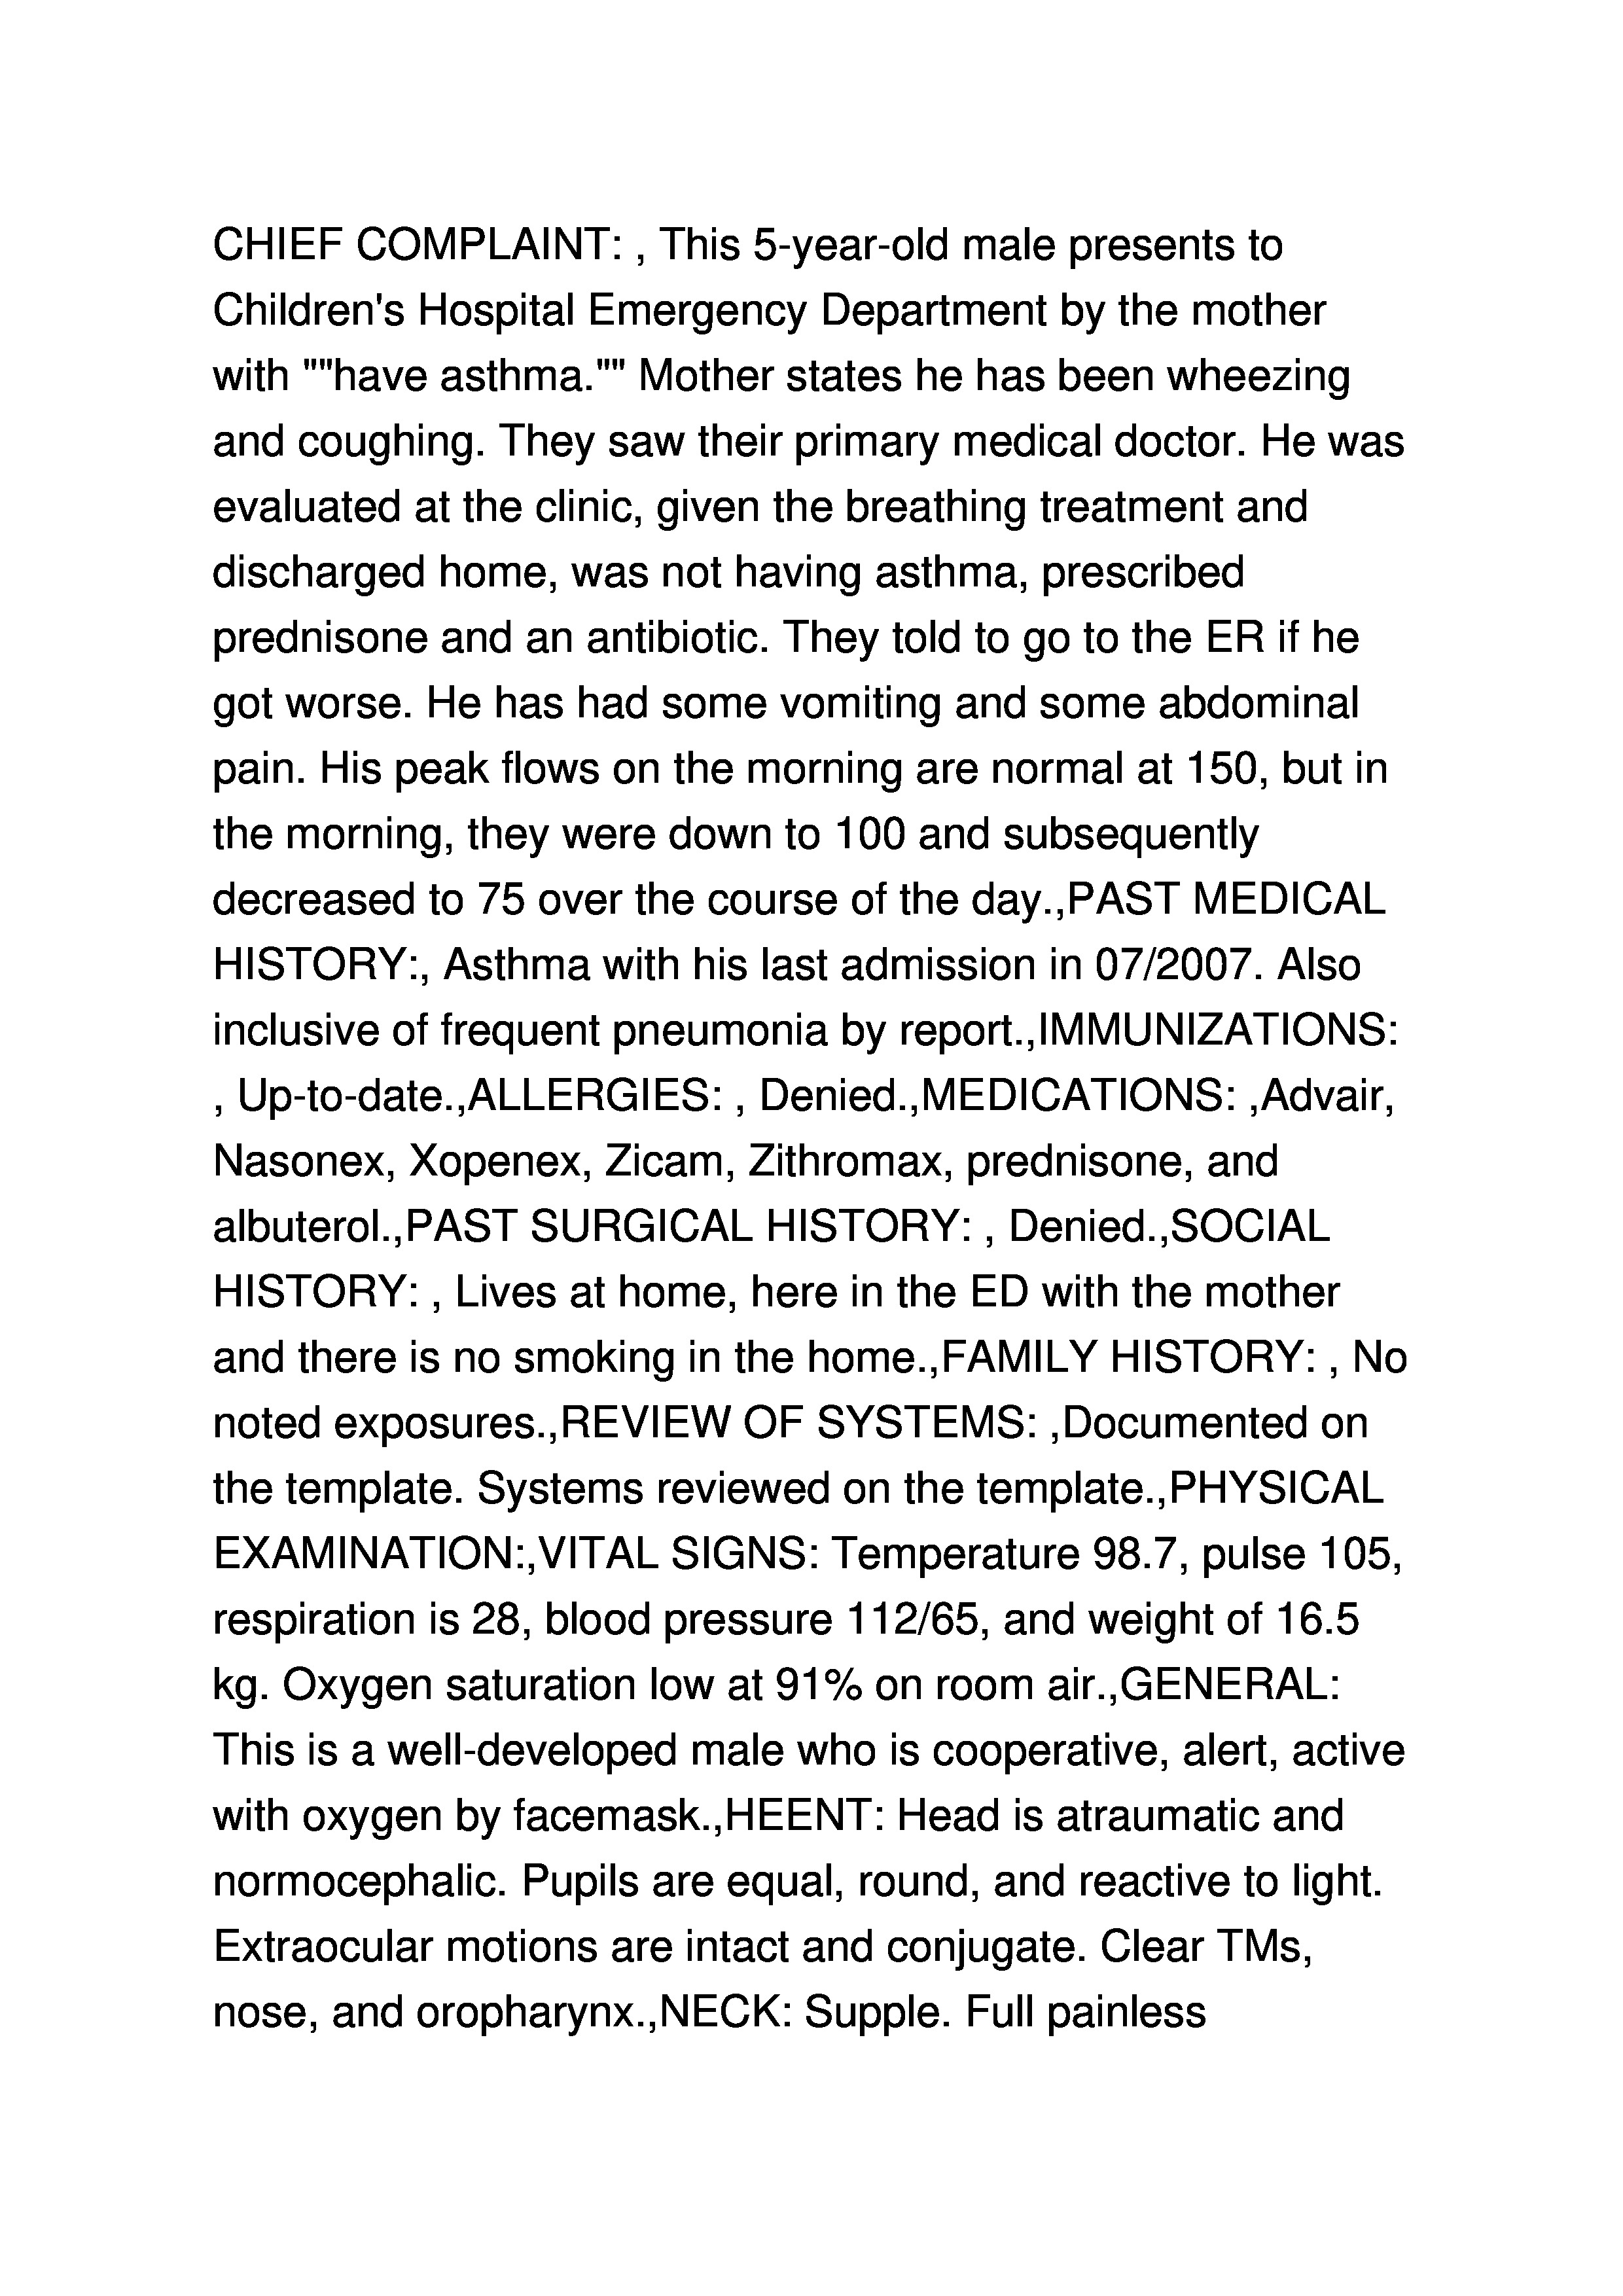 CHIEF COMPLAINT: , This 5-year-old male presents to
Children's Hospital Emergency Department by the mother
with ""have asthma."" Mother states he has been wheezing
and coughing. They saw their primary medical doctor. He was
evaluated at the clinic, given the breathing treatment and
discharged home, was not having asthma, prescribed
prednisone and an antibiotic. They told to go to the ER if he
got worse. He has had some vomiting and some abdominal
pain. His peak flows on the morning are normal at 150, but in
the morning, they were down to 100 and subsequently
decreased to 75 over the course of the day.,PAST MEDICAL
HISTORY:, Asthma with his last admission in 07/2007. Also
inclusive of frequent pneumonia by report.,IMMUNIZATIONS:
, Up-to-date.,ALLERGIES: , Denied.,MEDICATIONS: ,Advair,
Nasonex, Xopenex, Zicam, Zithromax, prednisone, and
albuterol.,PAST SURGICAL HISTORY: , Denied.,SOCIAL
HISTORY: , Lives at home, here in the ED with the mother
and there is no smoking in the home.,FAMILY HISTORY: , No
noted exposures.,REVIEW OF SYSTEMS: ,Documented on
the template. Systems reviewed on the template.,PHYSICAL
EXAMINATION:,VITAL SIGNS: Temperature 98.7, pulse 105,
respiration is 28, blood pressure 112/65, and weight of 16.5
kg. Oxygen saturation low at 91% on room air.,GENERAL:
This is a well-developed male who is cooperative, alert, active
with oxygen by facemask.,HEENT: Head is atraumatic and
normocephalic. Pupils are equal, round, and reactive to light.
Extraocular motions are intact and conjugate. Clear TMs,
nose, and oropharynx.,NECK: Supple. Full painless